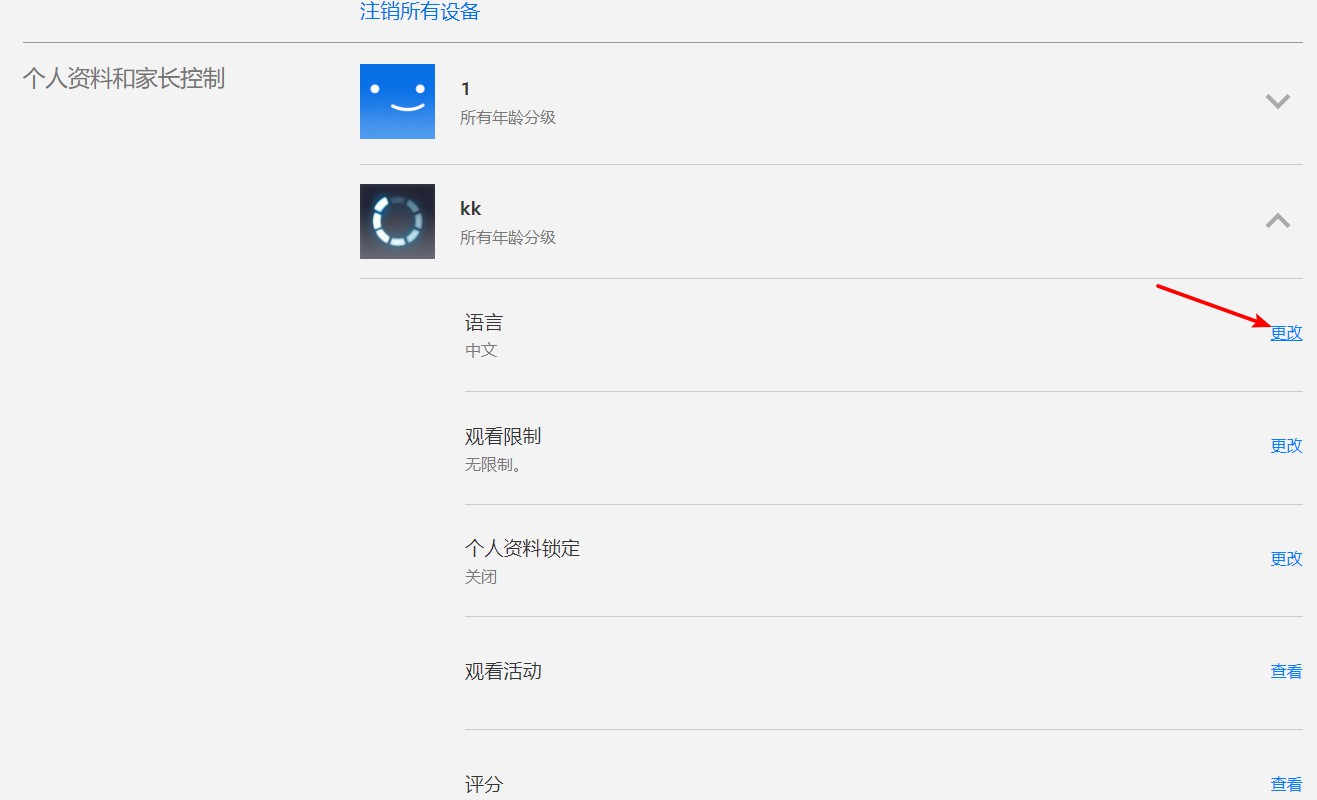 注销所有设备
个人资料和家长控制
1
所有年龄分级
kk
所有年龄分级
语言
中文
更改
观看限制
无限制。
更改
个人资料锁定
关闭
更改
观看活动
查看
评分
查看